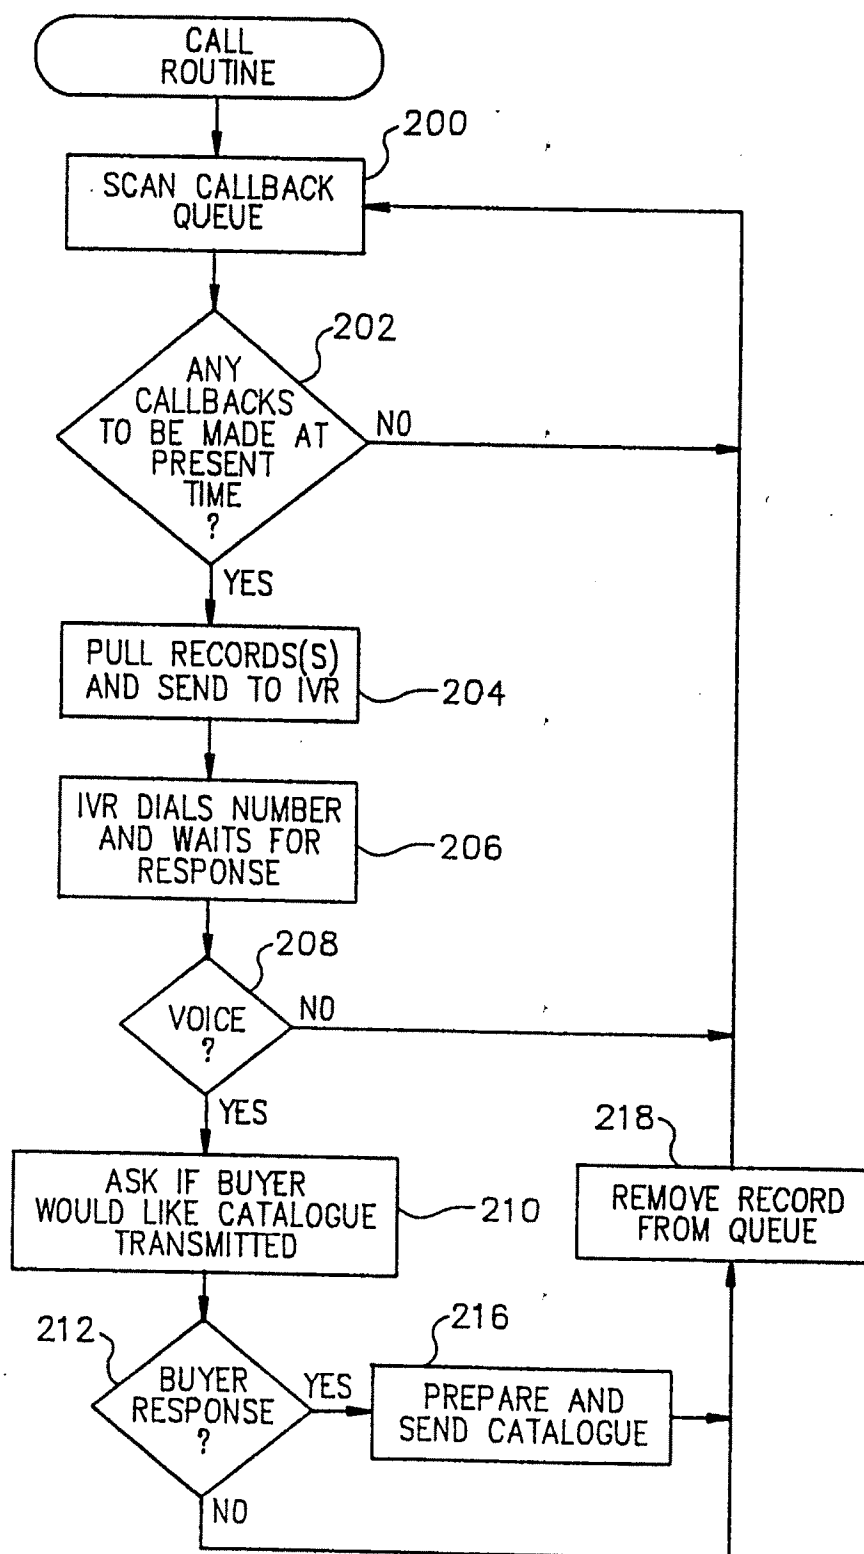 CALL
ROUTINE
200
SCAN CALLBACK
QUEUE
202
ANY
CALLBACKS
TO BE MADE AT
PRESENT
TIME
?
NO
YES
PULL RECORDS(S)
AND SEND TO IVR
204
IVR DIALS NUMBER
AND WAITS FOR
RESPONSE
206
208
VOICE
?
NO
YES
218
ASK IF BUYER
WOULD LIKE CATALOGUE
TRANSMITTED
210
REMOVE RECORD
FROM QUEUE
212
BUYER
RESPONSE
?
YES
216
PREPARE AND
SEND CATALOGUE
NO